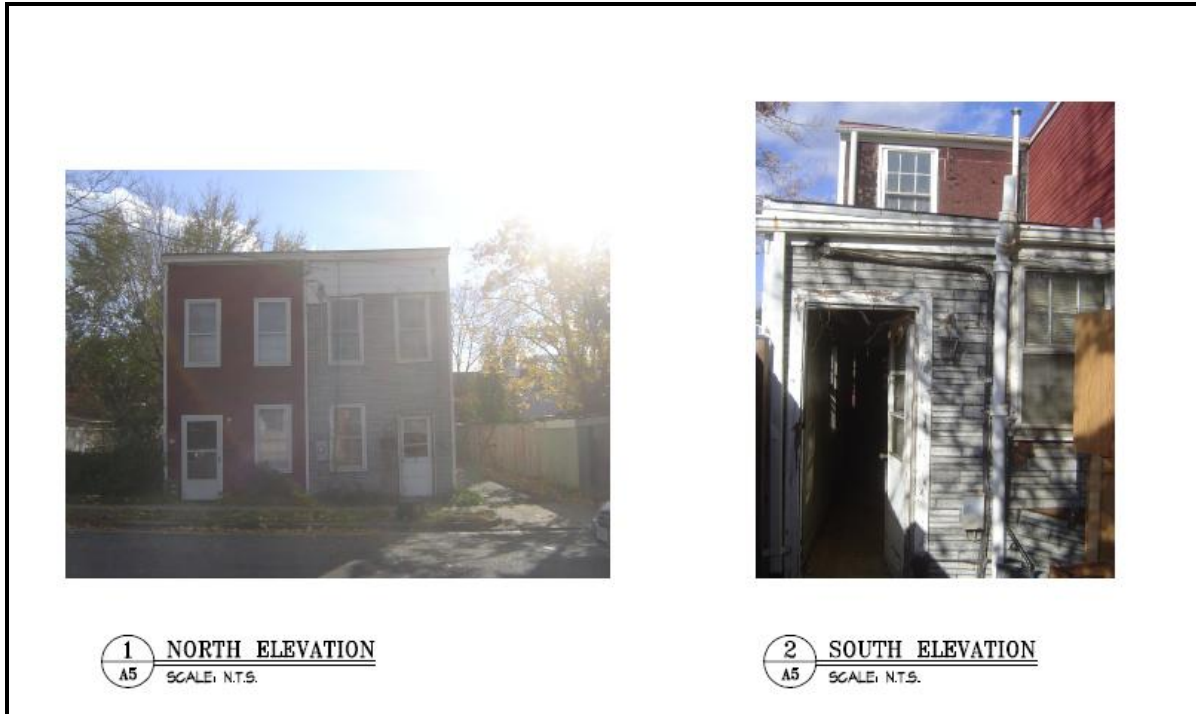 1
A5
NORTH ELEVATION
SCALE: N.T.S.
2
A5
SOUTH ELEVATION
SCALE: N.T.S.